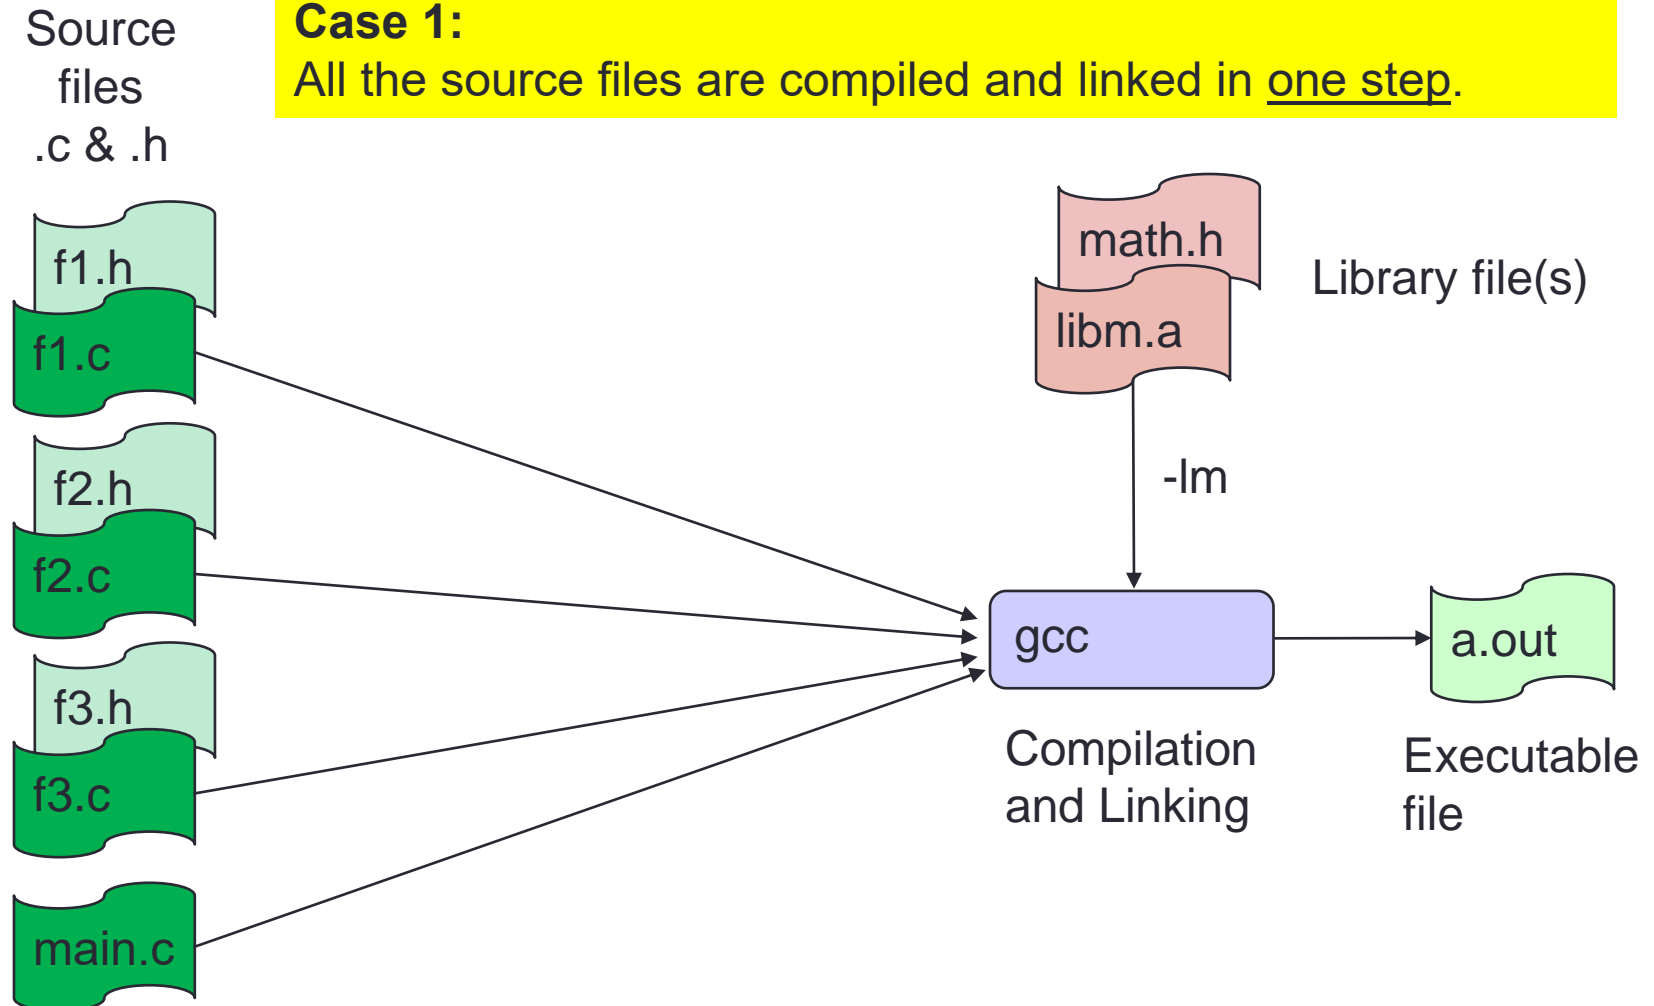 Source
files
.c & .h
Case 1:
All the source files are compiled and linked in one step.
f1.h
f1.c
f2.h
f2.c
f3.h
f3.c
main.c
math.h
libm.a
Library file(s)
-lm
gcc
Compilation
and Linking
a.out
Executable
file